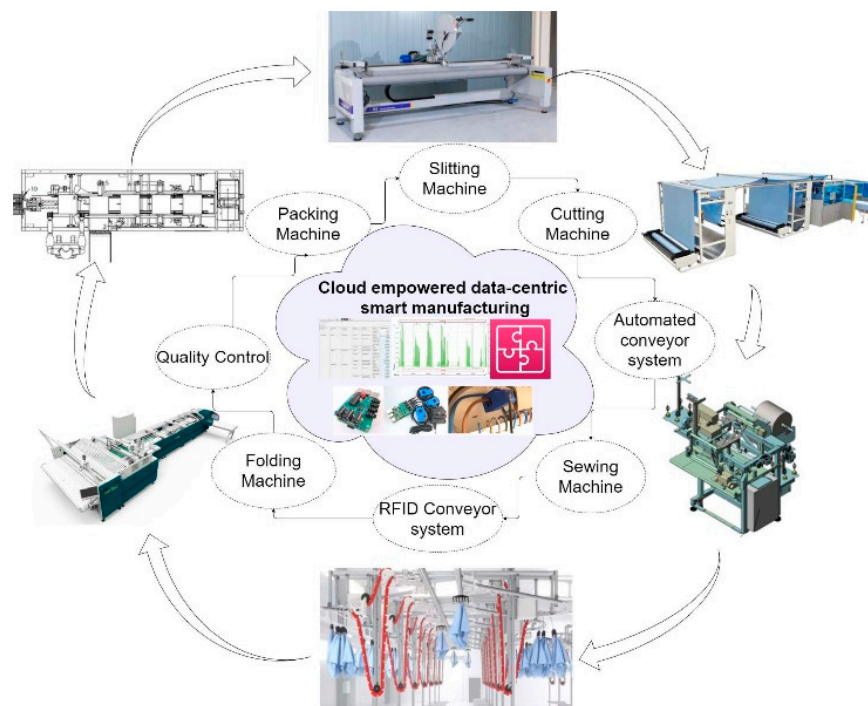 Slitting
Machine
Packing
Machine
Cutting
Machine
Cloud empowered data-centric
smart manufacturing
Automated
conveyor
system
Quality Control
Folding
Machine
Sewing
Machine
RFID Conveyor
system
10